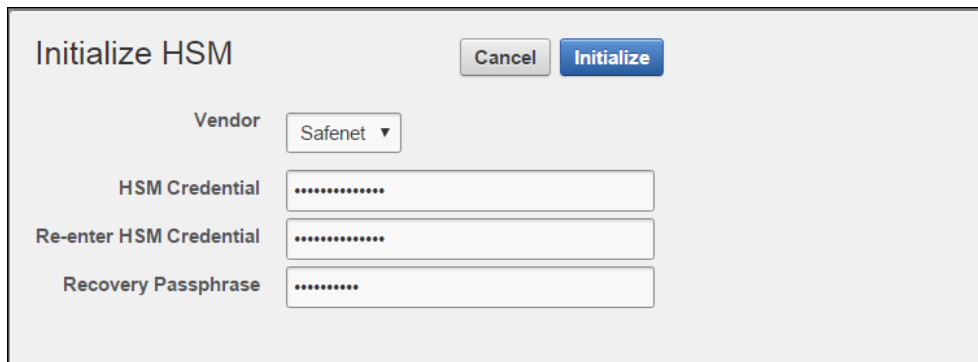 Initialize HSM
Cancel
Initialize
Vendor
Safenet
HSM Credential
••••••••••••••
Re-enter HSM Credential
••••••••••••••
Recovery Passphrase
••••••••••